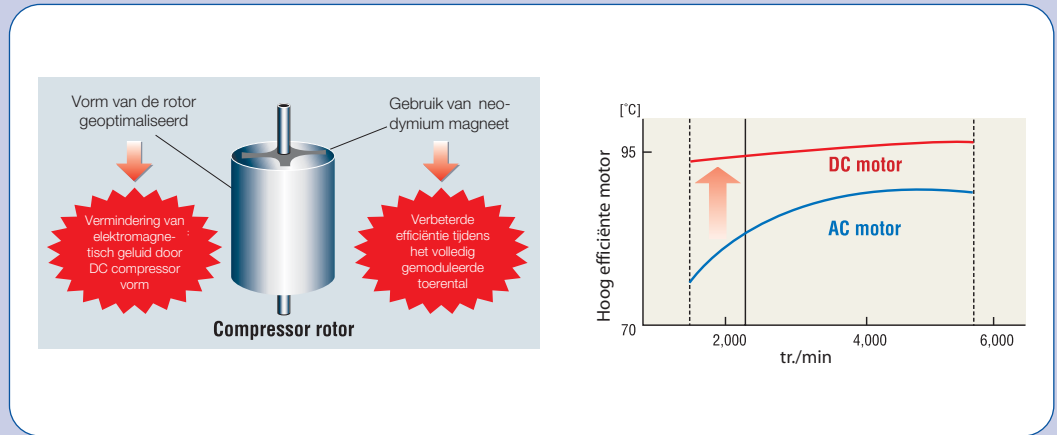 Vorm van de rotor
geoptimaliseerd
Gebruik van neo-
dymium magneet
Vermindering van
elektromagne-
tisch geluid door
DC compressor
vorm
Verbeterde
efficiëntie tijdens
het volledig
gemoduleerde
toerental
Compressor rotor
[°C]
95
70
Hoog efficiënte motor
DC motor
AC motor
2,000
4,000
6,000
tr./min